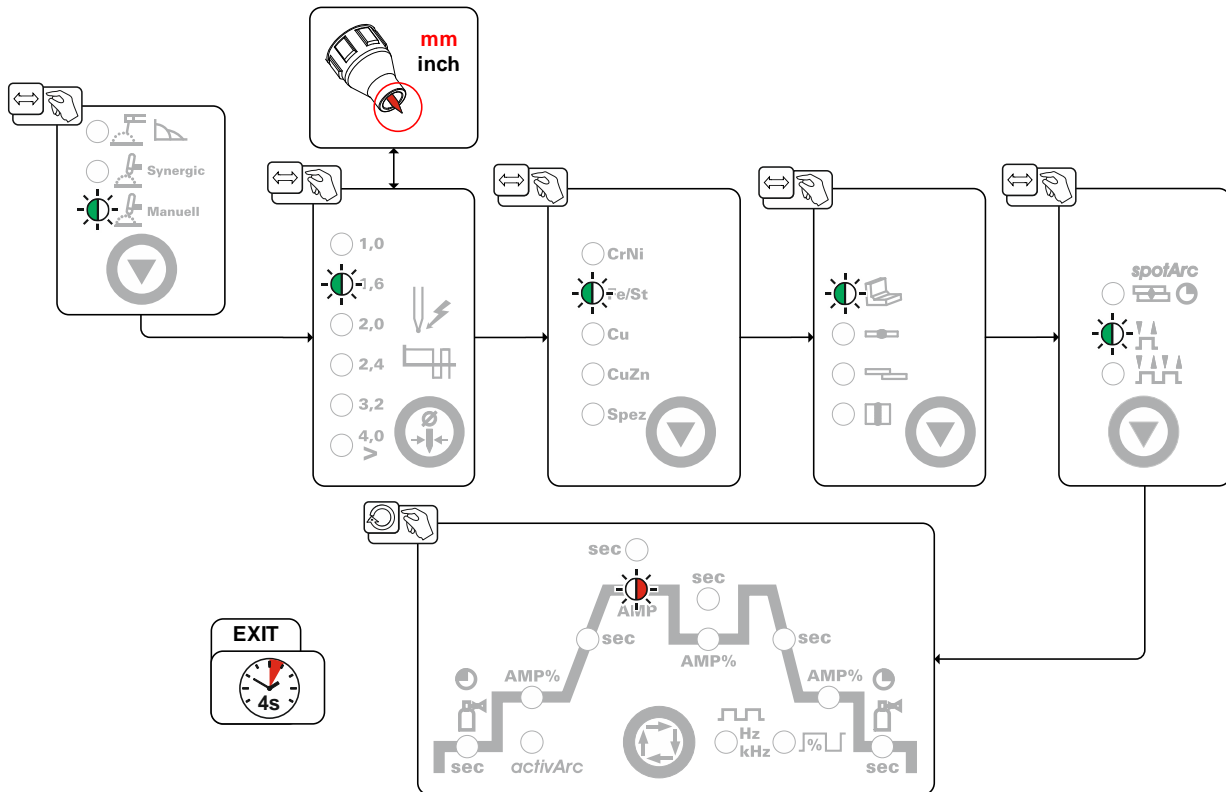 mm
inch
Synergic
Manuell
1,0
1,6
2,0
2,4
3,2
4,0
>
Ø
CrNi
Fe/St
Cu
CuZn
Spez
spotArc
sec
sec
AMP
sec
AMP%
sec
AMP%
AMP%
sec
activArc
Hz
kHz
%
sec
EXIT
4s